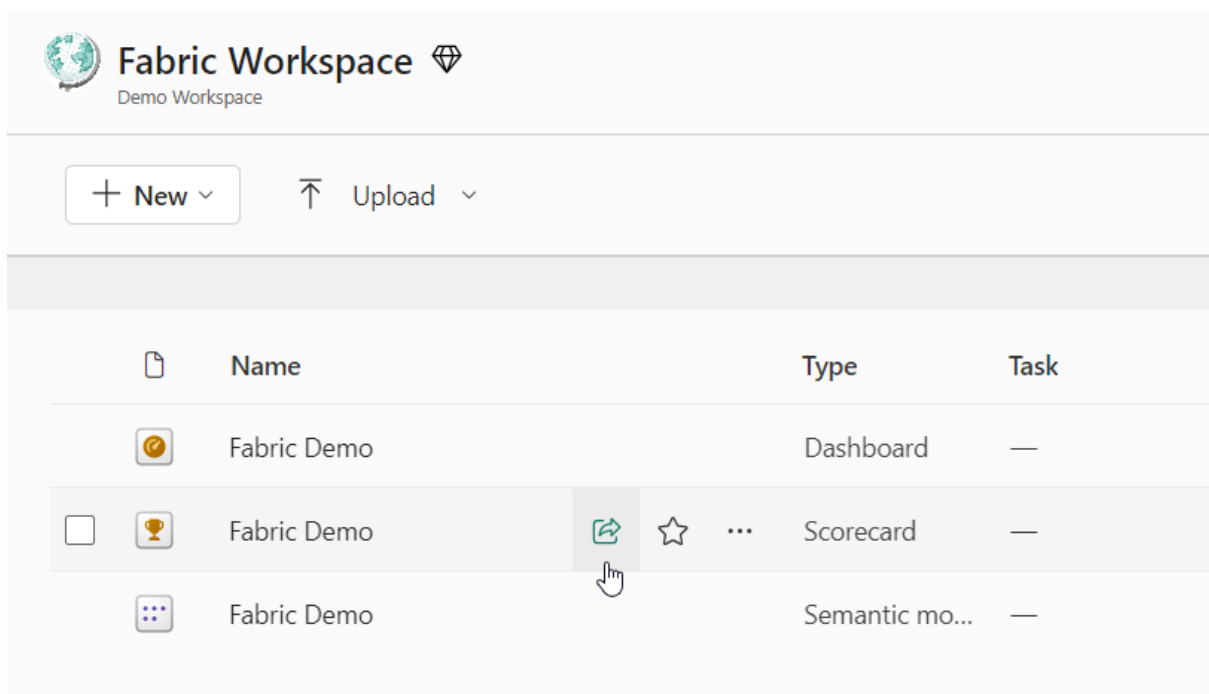 Fabric Workspace
Demo Workspace
New
Upload
Name Type Task
Fabric Demo Dashboard —
Fabric Demo ... Scorecard —
Fabric Demo Semantic mo... —